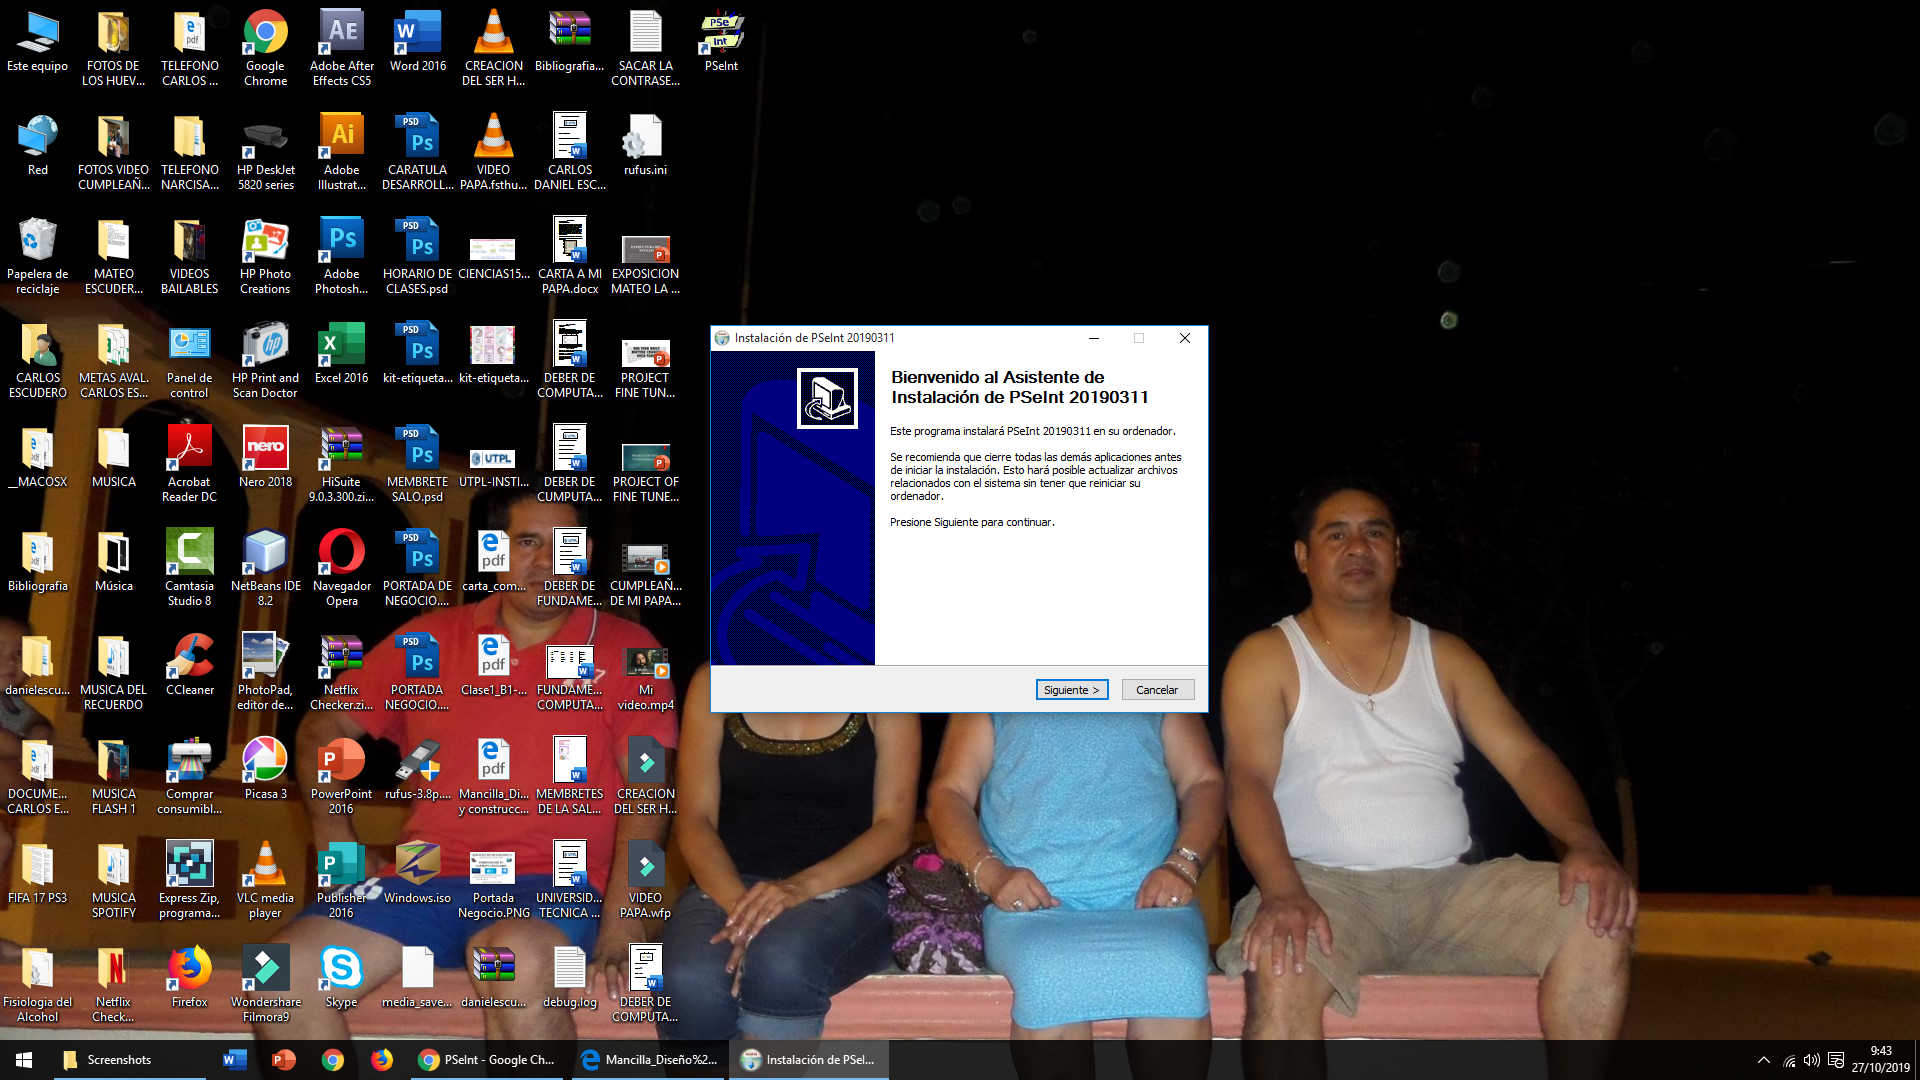 Este equipo
FOTOS DE
LOS HUEV...
TELEFONO
CARLOS ...
Google
Chrome
Adobe After
Effects CS5
Word 2016
CREACION
DEL SER H...
Bibliografia...
SACAR LA
CONTRASE...
PSeInt
Red
FOTOS VIDEO
CUMPLEAÑ...
TELEFONO
NARCISA...
HP DeskJet
5820 series
Adobe
Illustrat...
CARATULA
DESARROLL...
VIDEO
PAPA.fsthu...
CARLOS
DANIEL ESC...
rufus.ini
Papelera de
reciclaje
MATEO
ESCUDER...
VIDEOS
BAILABLES
HP Photo
Creations
Adobe
Photosh...
HORARIO DE
CLASES.psd
CIENCIAS15...
CARTA A MI
PAPA.docx
EXPOSICION
MATEO LA ...
CARLOS
ESCUDERO
METAS AVAL.
CARLOS ES...
Panel de
control
HP Print and
Scan Doctor
Excel 2016
kit-etiqueta...
kit-etiqueta...
DEBER DE
COMPUTA...
PROJECT
FINE TUN...
__MACOSX
MUSICA
Acrobat
Reader DC
Nero 2018
HiSuite
9.0.3.300.zi...
MEMBRETE
SALO.psd
UTPL-INSTI...
DEBER DE
CUMPUTA...
PROJECT OF
FINE TUNE...
Bibliografia
Música
Camtasia
Studio 8
NetBeans IDE
8.2
Navegador
Opera
PORTADA DE
NEGOCIO....
carta_com...
DEBER DE
FUNDAME...
CUMPLEAÑ...
DE MI PAPA...
danielescu...
MUSICA DEL
RECUERDO
CCleaner
PhotoPad,
editor de...
Netflix
Checker.zi...
PORTADA
NEGOCIO....
Clase1_B1-...
FUNDAME...
COMPUTA...
Mi
video.mp4
DOCUME...
CARLOS E...
MUSICA
FLASH 1
Comprar
consumibl...
Picasa 3
PowerPoint
2016
rufus-3.8p....
Mancilla_Di...
y construcc...
MEMBRETES
DE LA SAL...
CREACION
DEL SER H...
FIFA 17 PS3
MUSICA
SPOTIFY
Express Zip,
programa...
VLC media
player
Publisher
2016
Windows.iso
Portada
Negocio.PNG
UNIVERSID...
TECNICA ...
VIDEO
PAPA.wfp
Fisiologia del
Alcohol
Netflix
Check...
Firefox
Wondershare
Filmora9
Skype
media_save...
danielescu...
debug.log
DEBER DE
COMPUTA...
Instalación de PSeInt 20190311
Bienvenido al Asistente de
Instalación de PSeInt 20190311
Este programa instalará PSeInt 20190311 en su ordenador.
Se recomienda que cierre todas las demás aplicaciones antes
de iniciar la instalación. Esto hará posible actualizar archivos
relacionados con el sistema sin tener que reiniciar su
ordenador.
Presione Siguiente para continuar.
Siguiente >
Cancelar
Screenshots
PSeInt - Google Ch...
Mancilla_Diseño%2...
Instalación de PSeI...
9:43
27/10/2019